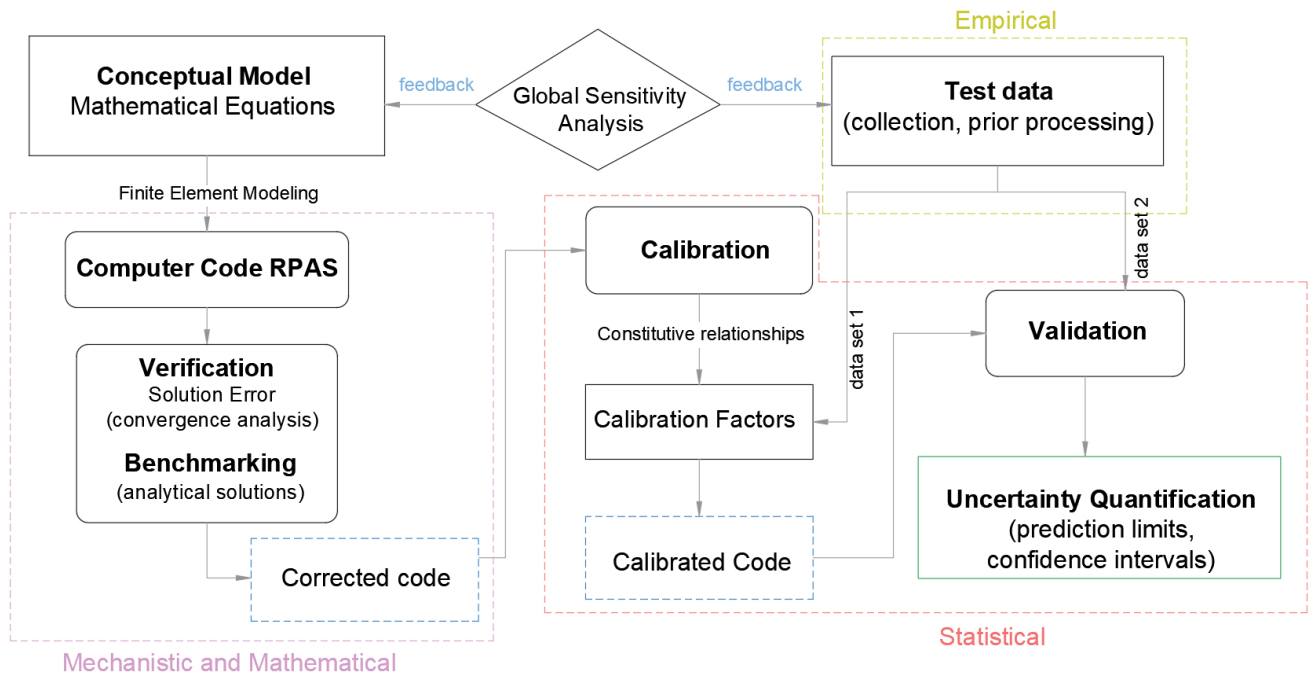 Empirical
Conceptual Model
Mathematical Equations
feedback
Global Sensitivity
Analysis
feedback
Test data
(collection, prior processing)
Finite Element Modeling
data set 2
Computer Code RPAS
Calibration
Constitutive relationships
data set 1
Validation
Verification
Solution Error
(convergence analysis)
Benchmarking
(analytical solutions)
Calibration Factors
Uncertainty Quantification
(prediction limits,
confidence intervals)
Corrected code
Calibrated Code
Statistical
Mechanistic and Mathematical